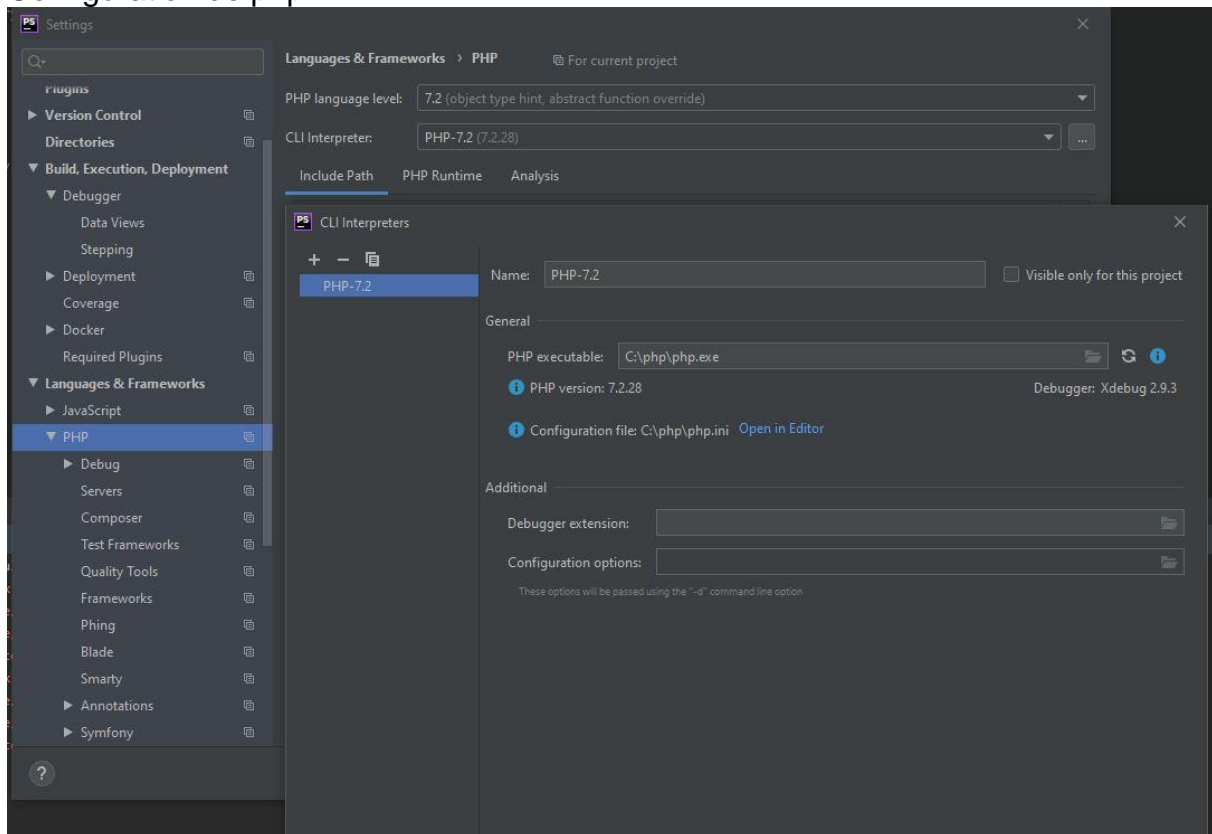 PS Settings
Languages & Frameworks › PHP For current project
Plugins
PHP language level: 7.2 (object type hint, abstract function override)
Version Control
Directories
CLI Interpreter: PHP-7.2 (7.2.28) ...
Build, Execution, Deployment
Include Path PHP Runtime Analysis
Debugger
Data Views
PS CLI Interpreters
Stepping
Deployment
Name: PHP-7.2 Visible only for this project
PHP-7.2
Coverage
General
Docker
Required Plugins
PHP executable: C:\php\php.exe
Languages & Frameworks
PHP version: 7.2.28 Debugger: Xdebug 2.9.3
JavaScript
PHP
Configuration file: C:\php\php.ini Open in Editor
Debug
Servers
Additional
Composer
Debugger extension:
Test Frameworks
Quality Tools
Configuration options:
Frameworks
These options will be passed using the "-d" command line option
Phing
Blade
Smarty
Annotations
Symfony
?